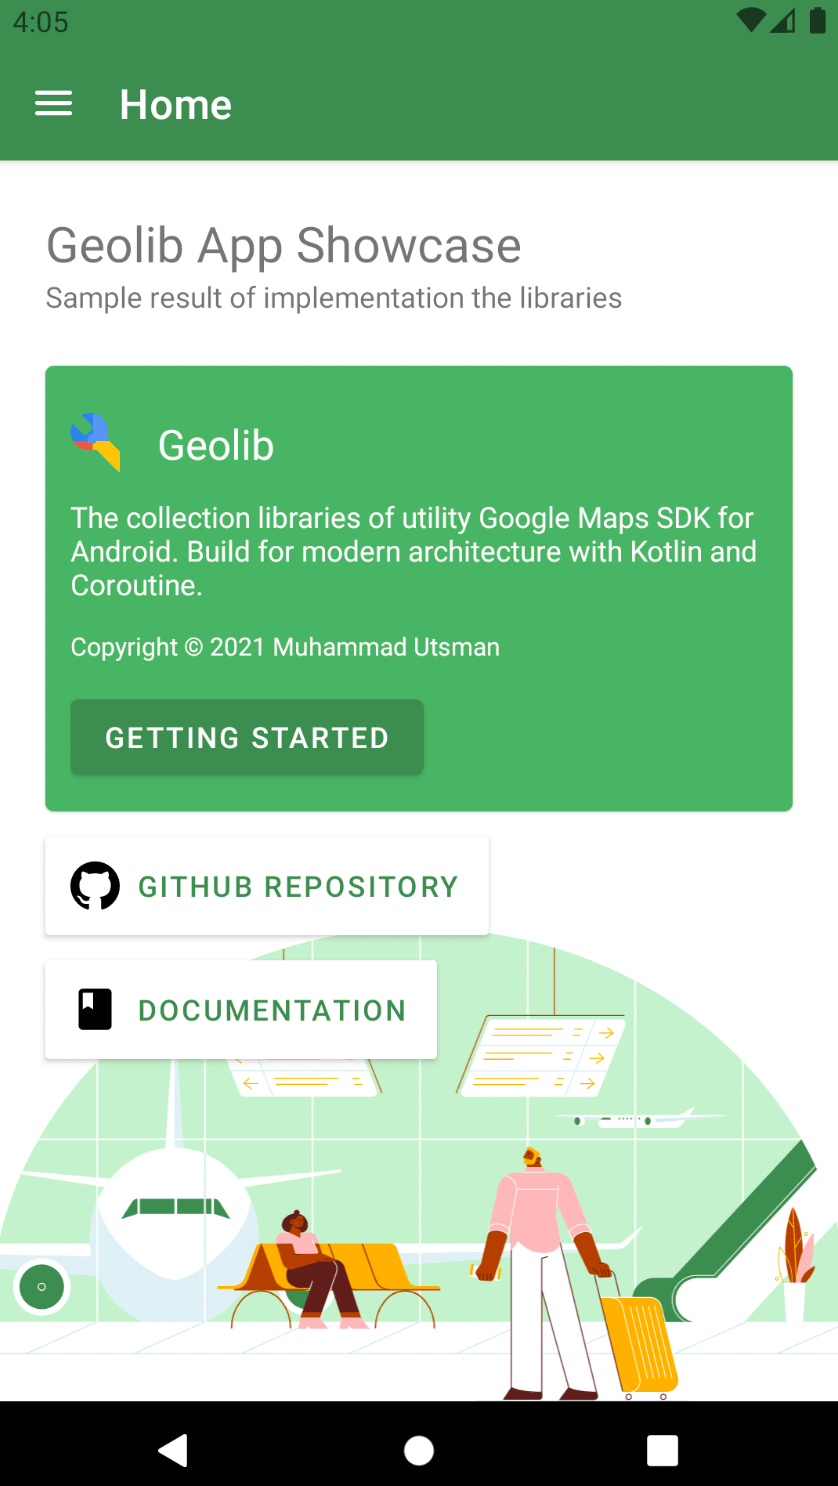 4:05
Home
Geolib App Showcase
Sample result of implementation the libraries
Geolib
The collection libraries of utility Google Maps SDK for
Android. Build for modern architecture with Kotlin and
Coroutine.
Copyright © 2021 Muhammad Utsman
GETTING STARTED
GITHUB REPOSITORY
DOCUMENTATION